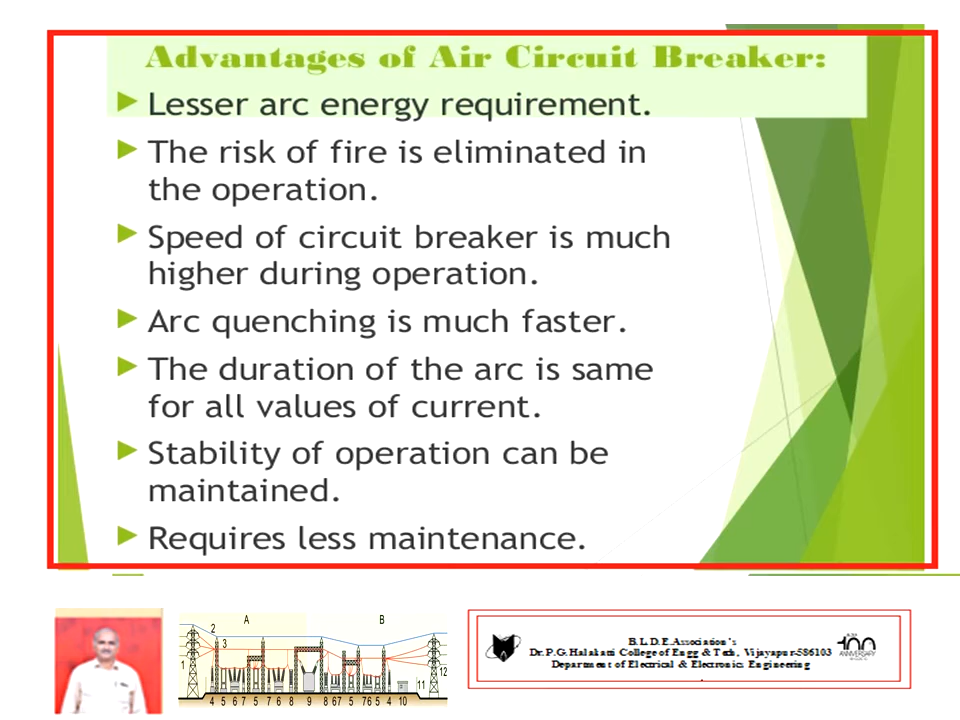 Advantages of Air Circuit Breaker:
Lesser arc energy requirement.
The risk of fire is eliminated in
the operation.
Speed of circuit breaker is much
higher during operation.
Arc quenching is much faster.
The duration of the arc is same
for all values of current.
Stability of operation can be
maintained.
Requires less maintenance.
A B
2
3
1
12
11
4 5 6 7 5 7 6 8 9 8 67 5 76 5 4 10
B.L.D.E.Association's
Dr.P.G.Halakatti College of Engg & Tech, Vijayapur-586103
Department of Electrical & Electronics Engineering
100
ANNIVERSARY